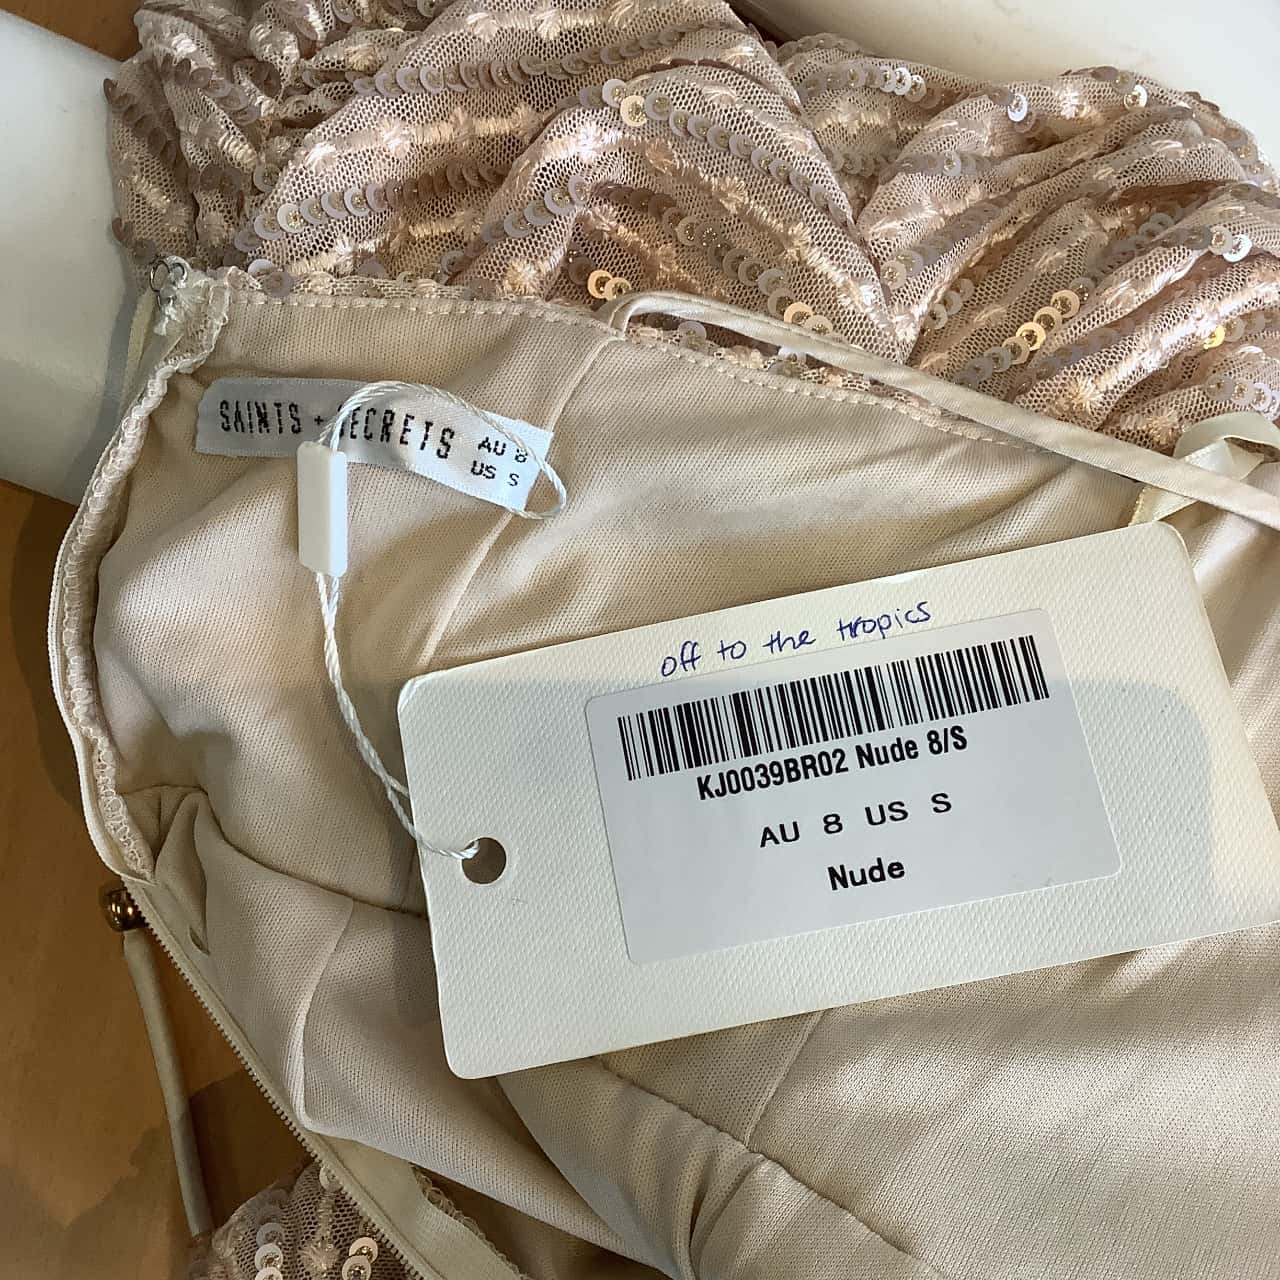 SAINTS + SECRETS
AU 8
US S
off to the tropics
KJ0039BR02 Nude 8/S
AU 8 US S
Nude